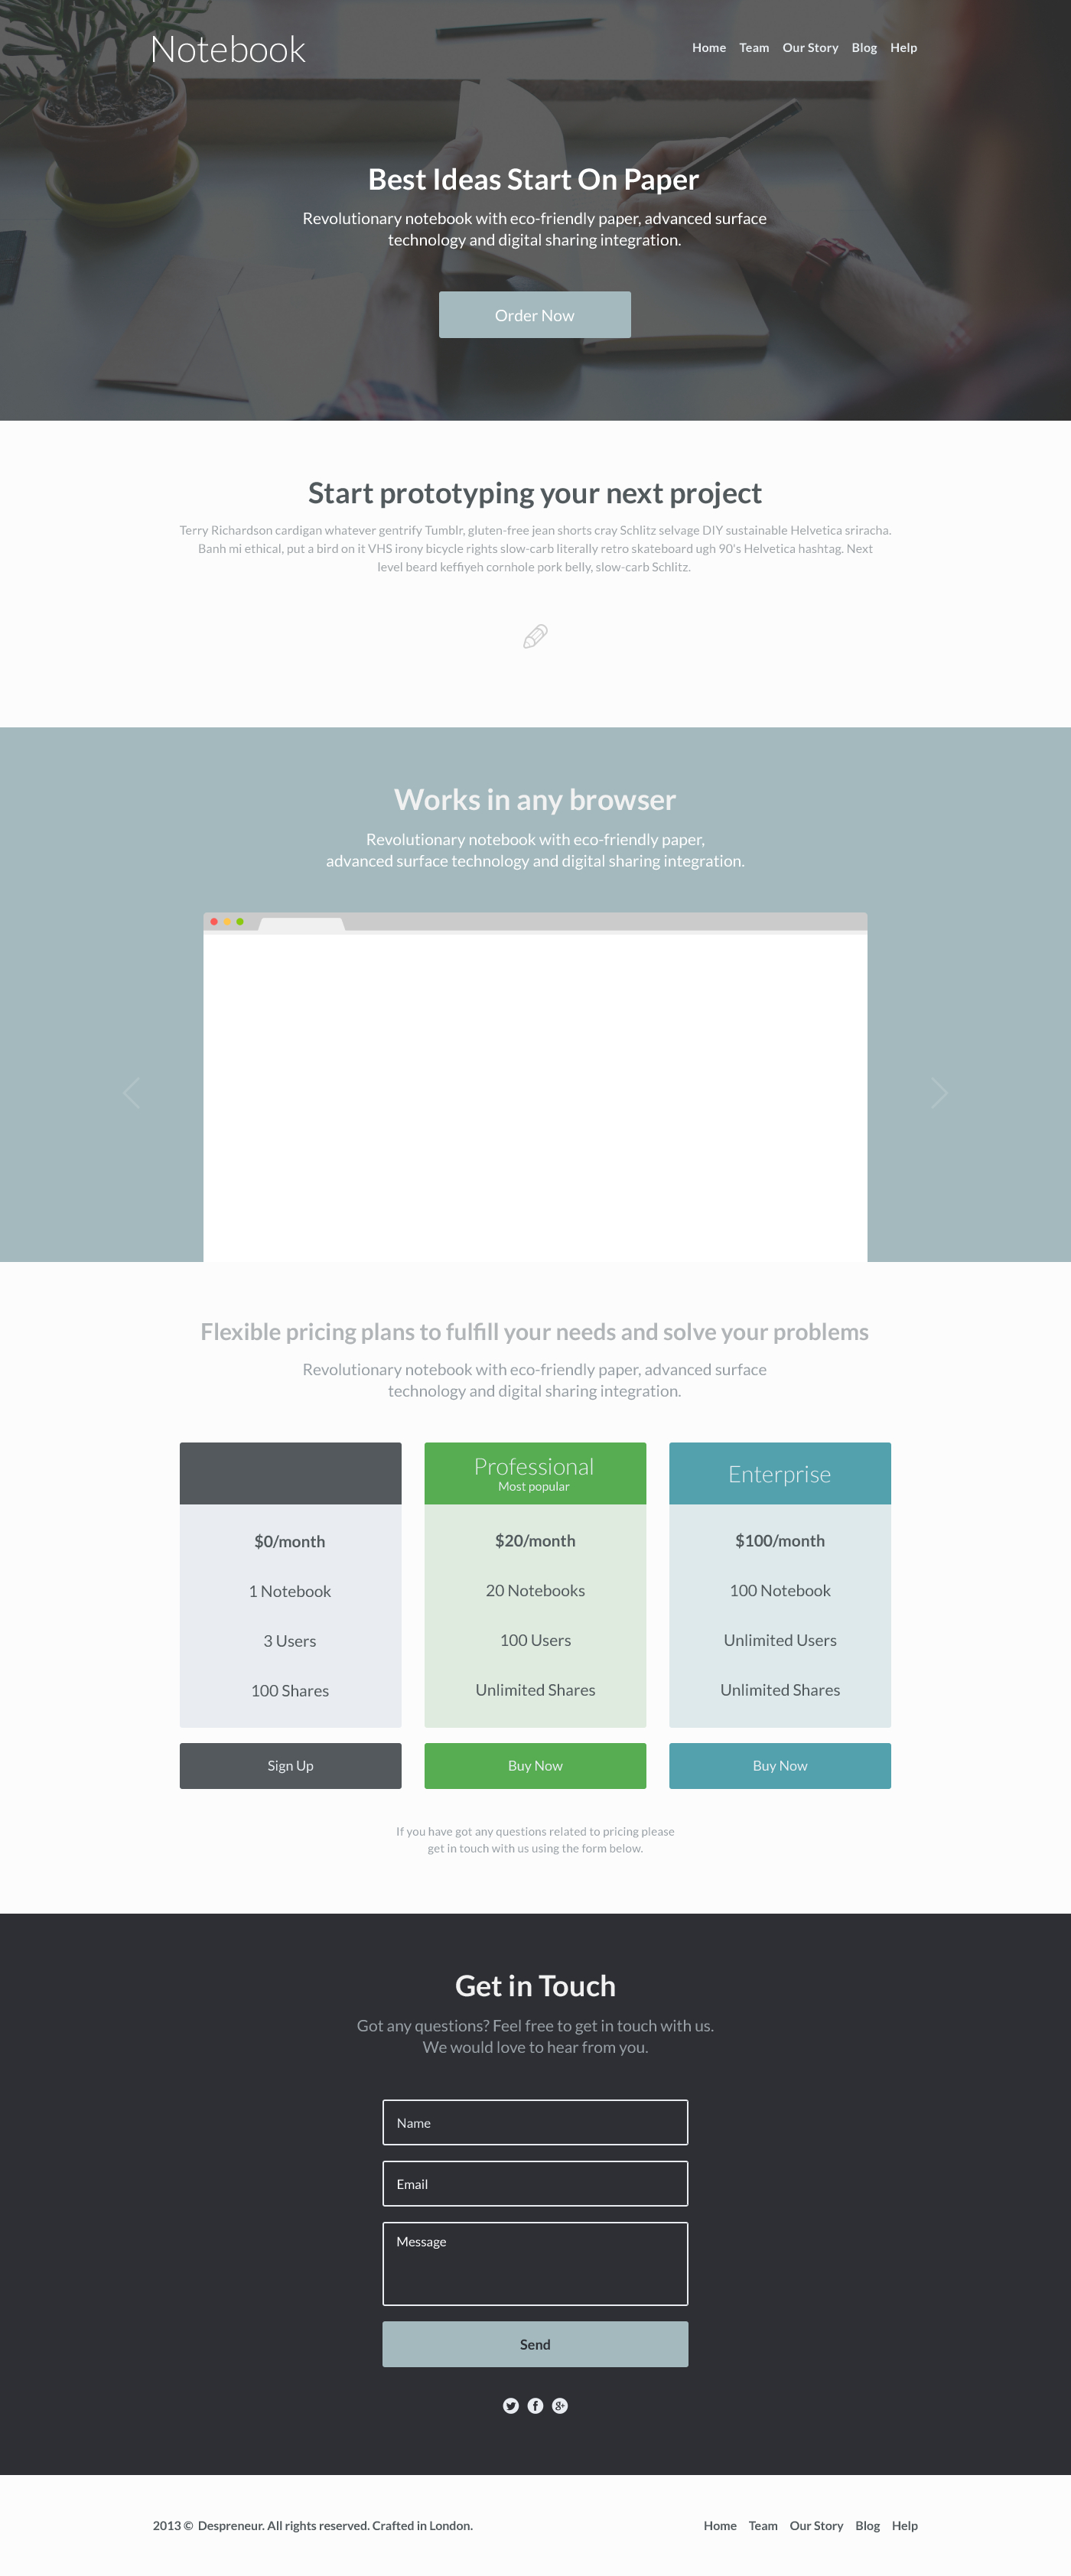 Notebook
Home Team Our Story Blog Help
Best Ideas Start On Paper
Revolutionary notebook with eco-friendly paper, advanced surface
technology and digital sharing integration.
Order Now
Start prototyping your next project
Terry Richardson cardigan whatever gentrify Tumblr, gluten-free jean shorts cray Schlitz selvage DIY sustainable Helvetica sriracha.
Banh mi ethical, put a bird on it VHS irony bicycle rights slow-carb literally retro skateboard ugh 90's Helvetica hashtag. Next
level beard keffiyeh cornhole pork belly, slow-carb Schlitz.
Works in any browser
Revolutionary notebook with eco-friendly paper,
advanced surface technology and digital sharing integration.
Flexible pricing plans to fulfill your needs and solve your problems
Revolutionary notebook with eco-friendly paper, advanced surface
technology and digital sharing integration.
$0/month
1 Notebook
3 Users
100 Shares
Sign Up
Professional
Most popular
$20/month
20 Notebooks
100 Users
Unlimited Shares
Buy Now
Enterprise
$100/month
100 Notebook
Unlimited Users
Unlimited Shares
Buy Now
If you have got any questions related to pricing please
get in touch with us using the form below.
Get in Touch
Got any questions? Feel free to get in touch with us.
We would love to hear from you.
Name
Email
Message
Send
2013 © Despreneur. All rights reserved. Crafted in London.
Home Team Our Story Blog Help